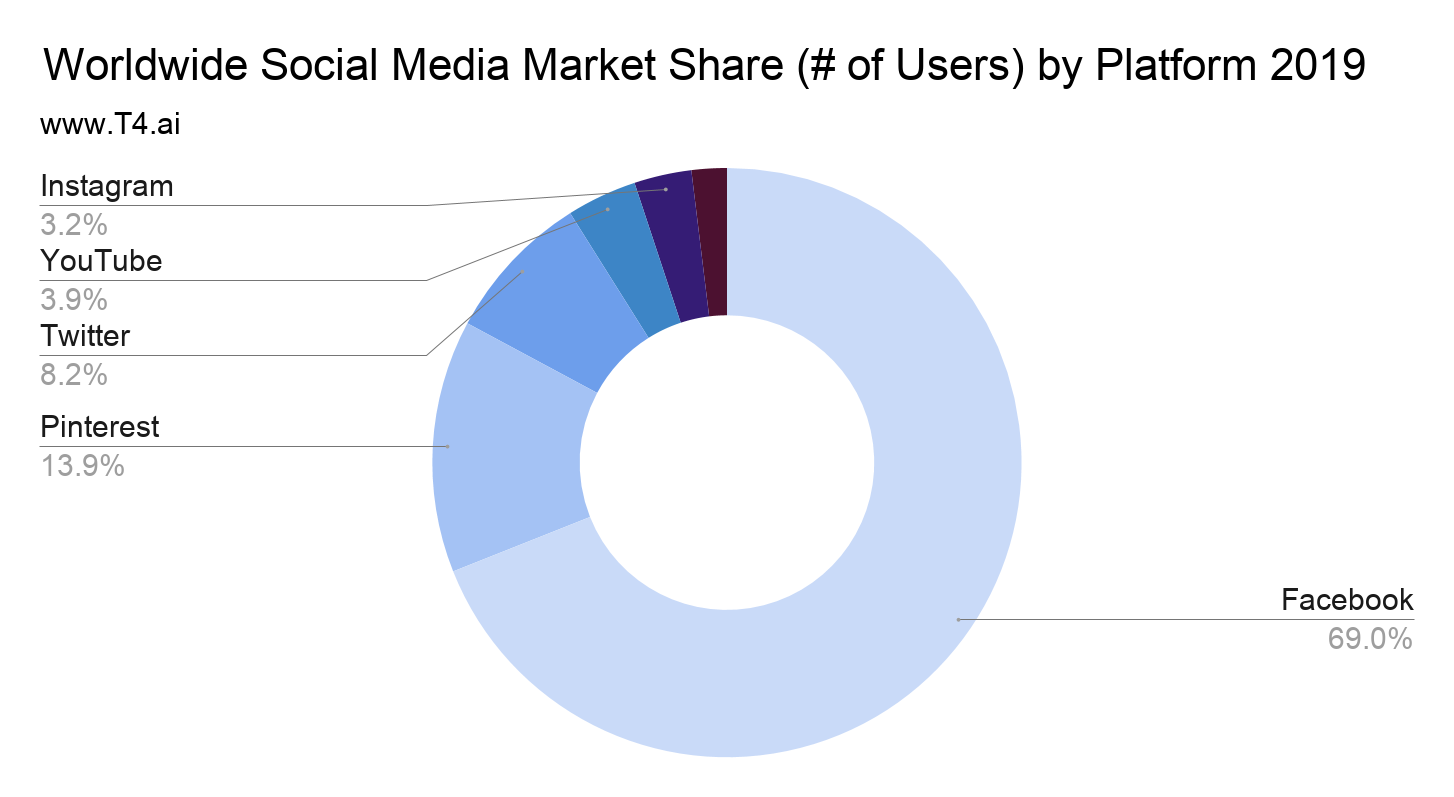 Worldwide Social Media Market Share (# of Users) by Platform 2019
www.T4.ai
Instagram
3.2%
YouTube
3.9%
Twitter
8.2%
Pinterest
13.9%
Facebook
69.0%